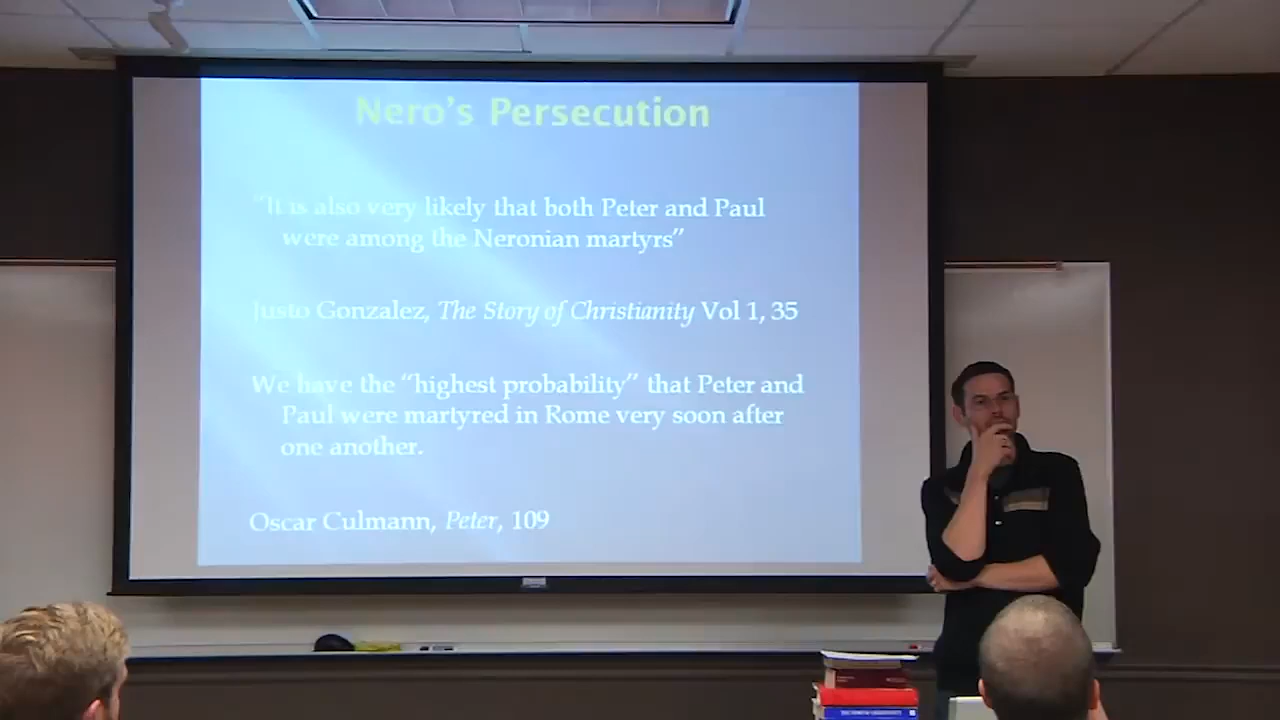 Nero's Persecution
"It is also very likely that both Peter and Paul
were among the Neronian martyrs"
Justo Gonzalez, The Story of Christianity Vol 1, 35
We have the "highest probability" that Peter and
Paul were martyred in Rome very soon after
one another.
Oscar Culmann, Peter, 109